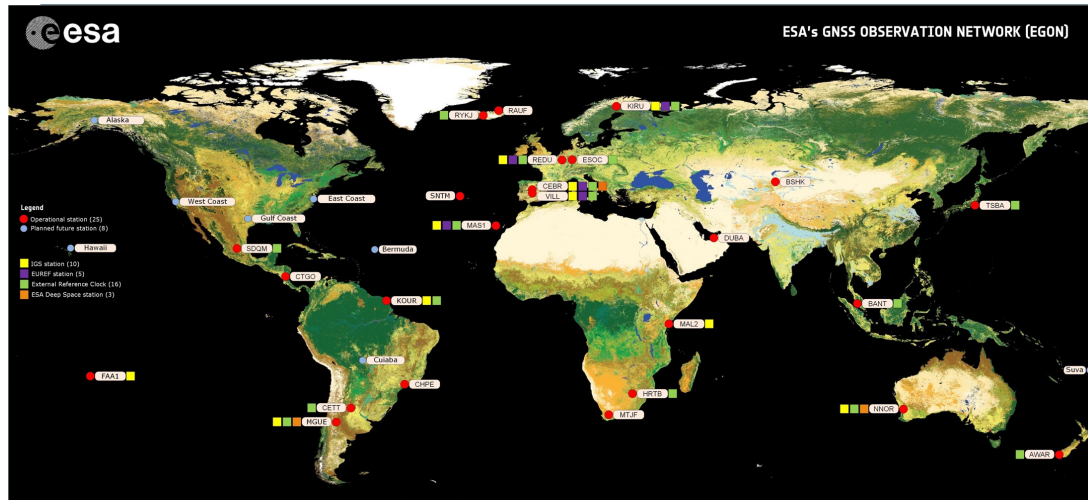 esa
ESA's GNSS OBSERVATION NETWORK (EGON)
Alaska
RYKJ
RAUF
KIRU
REDU
ESOC
CEBR
VILL
BSHK
SNTM
West Coast
East Coast
Gulf Coast
TSBA
Legend
Operational station (25)
Planned future station (8)
MAS1
DUBA
Hawaii
SDQM
Bermuda
IGS station (10)
EUREF station (5)
External Reference Clock (16)
ESA Deep Space station (3)
CTGO
KOUR
BANT
MAL2
Cuiaba
FAA1
Suva
CHPE
HRTB
CETT
MTJF
NNOR
MGUE
AWAR